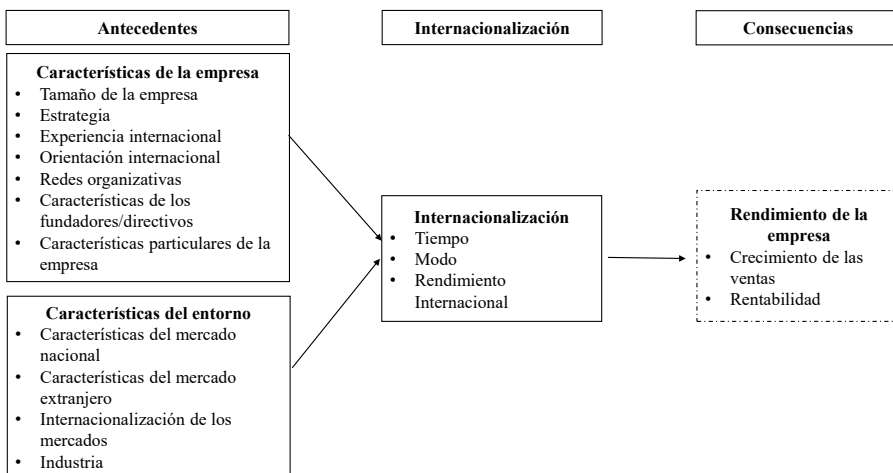 Antecedentes
Internacionalización
Consecuencias
Características de la empresa
• Tamaño de la empresa
• Estrategia
• Experiencia internacional
• Orientación internacional
• Redes organizativas
• Características de los
fundadores/directivos
• Características particulares de la
empresa
Internacionalización
• Tiempo
• Modo
• Rendimiento
Internacional
Rendimiento de la
empresa
• Crecimiento de las
ventas
• Rentabilidad
Características del entorno
• Características del mercado
nacional
• Características del mercado
extranjero
• Internacionalización de los
mercados
• Industria